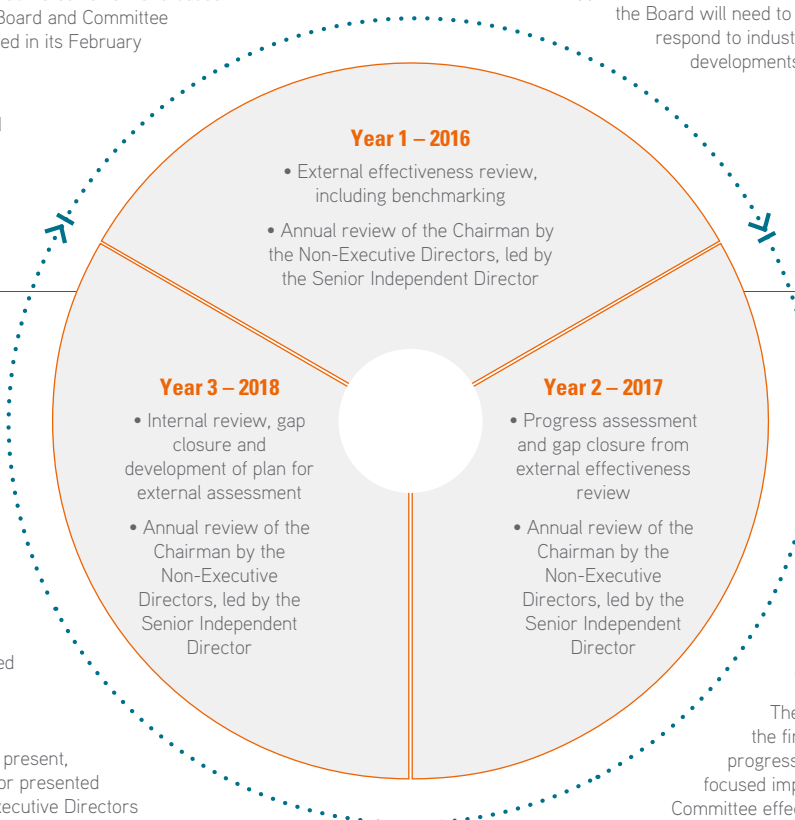 Board and Committee
ed in its February
the Board will need to
respond to indust
developments
Year 1 – 2016
• External effectiveness review,
including benchmarking
• Annual review of the Chairman by
the Non-Executive Directors, led by
the Senior Independent Director
Year 3 – 2018
• Internal review, gap
closure and
development of plan for
external assessment
• Annual review of the
Chairman by the
Non-Executive
Directors, led by the
Senior Independent
Director
Year 2 – 2017
• Progress assessment
and gap closure from
external effectiveness
review
• Annual review of the
Chairman by the
Non-Executive
Directors, led by the
Senior Independent
Director
ed
present,
or presented
xecutive Directors
The
the fir
progress
focused imp
Committee effe